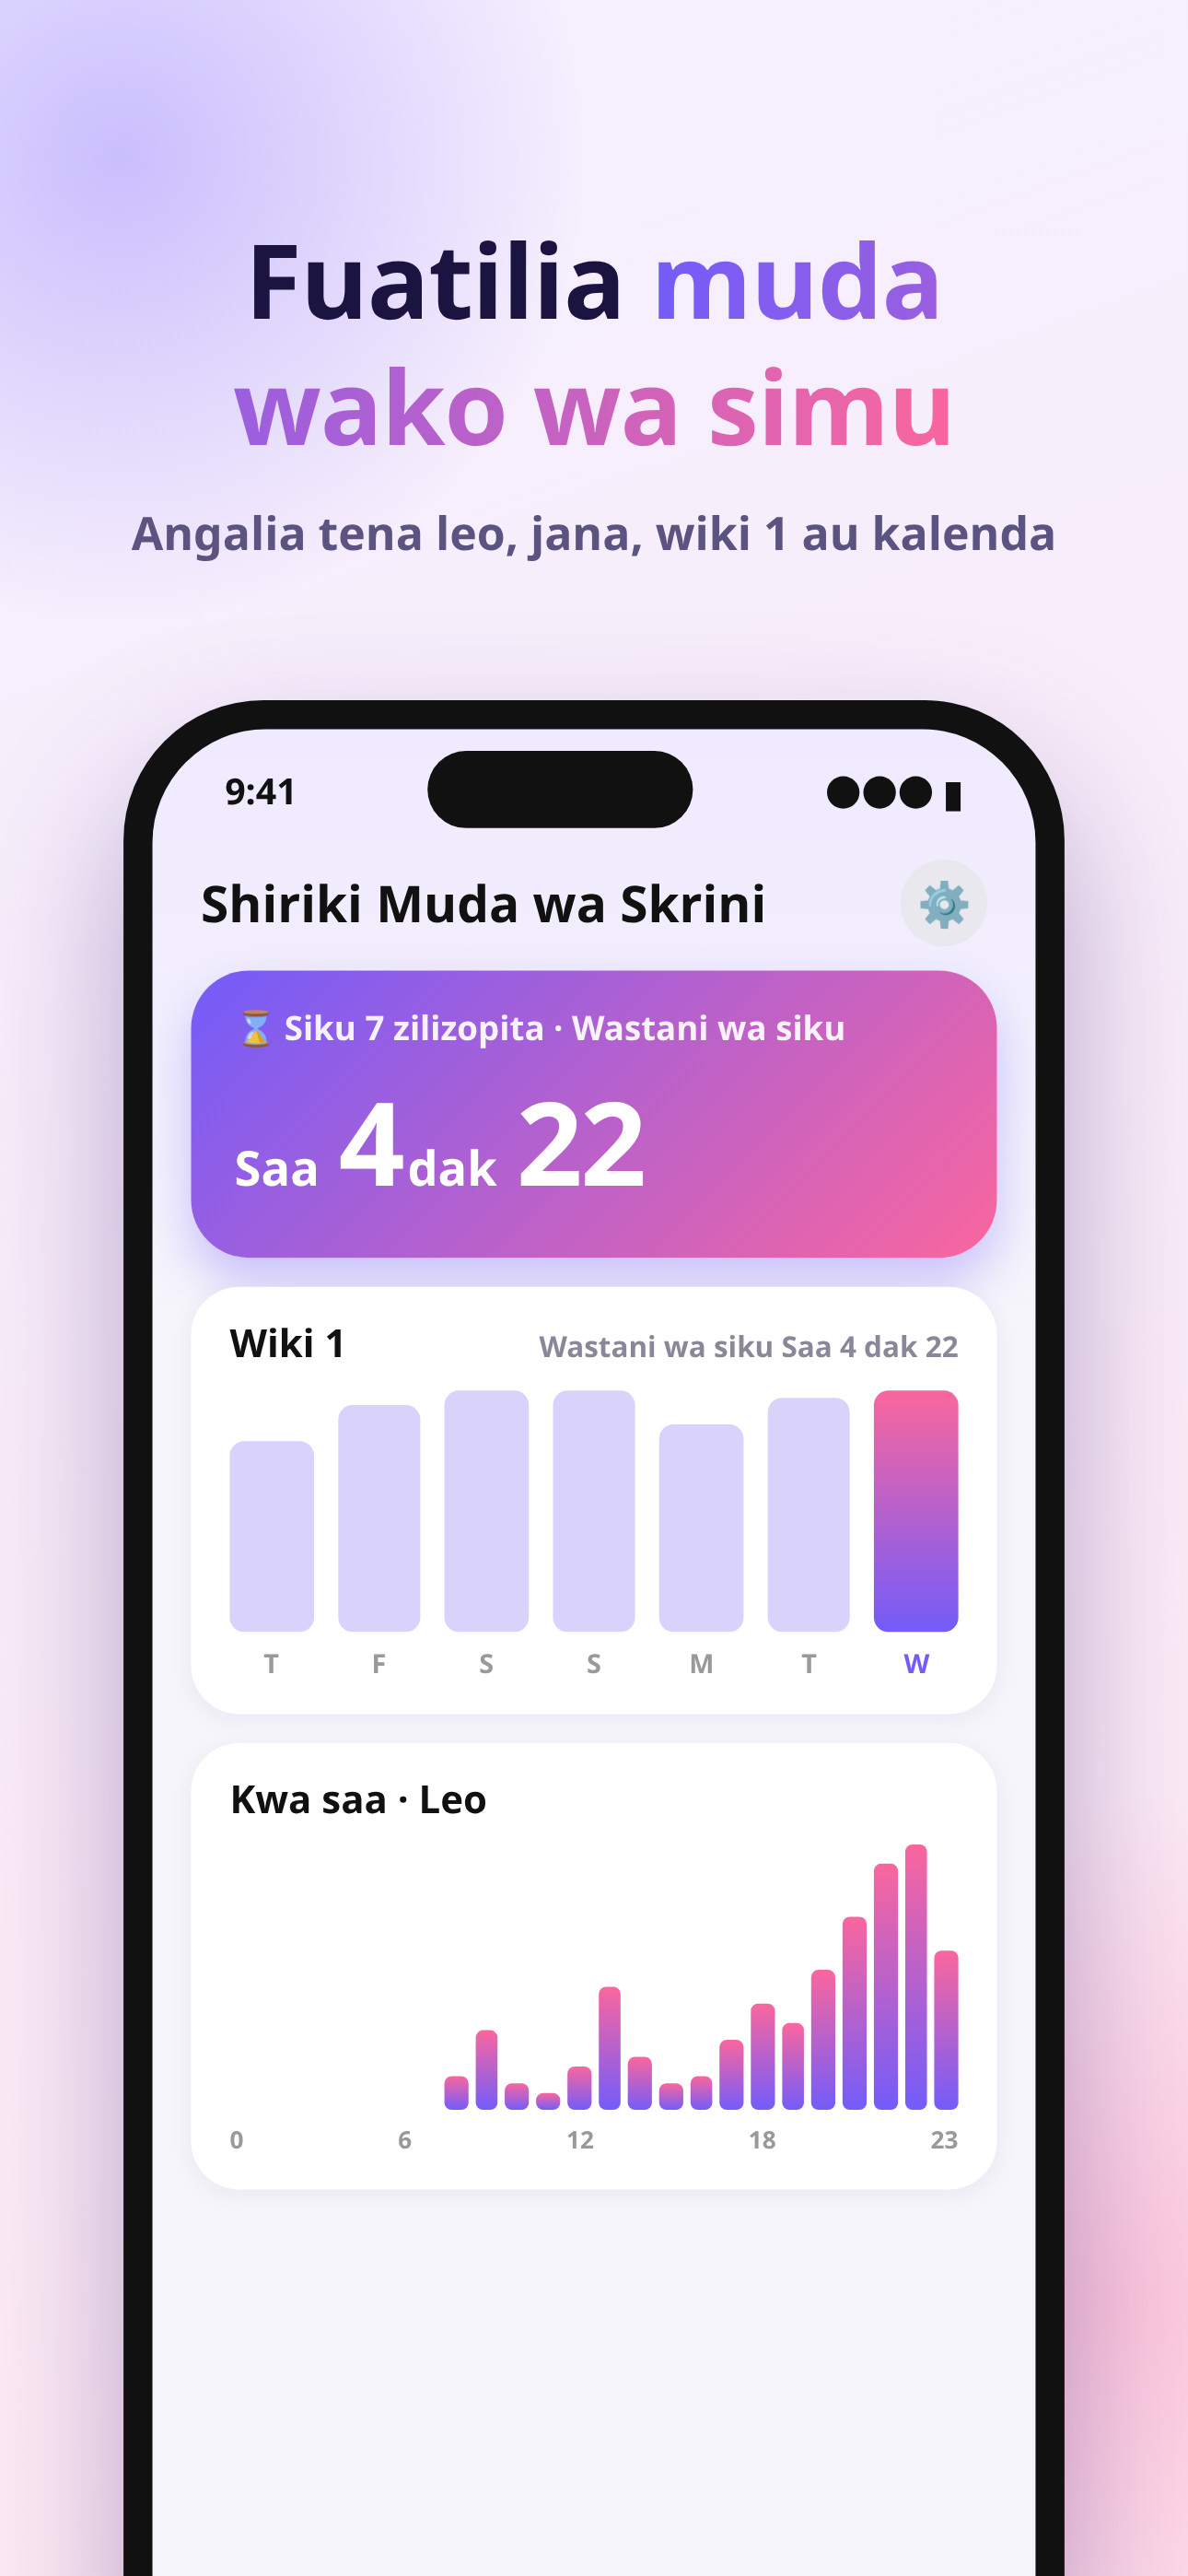 Fuatilia muda
wako wa simu
Angalia tena leo, jana, wiki 1 au kalenda
9:41
Shiriki Muda wa Skrini
⌛ Siku 7 zilizopita · Wastani wa siku
Saa 4 dak 22
Wiki 1
Wastani wa siku Saa 4 dak 22
T F S S M T W
Kwa saa · Leo
0 6 12 18 23